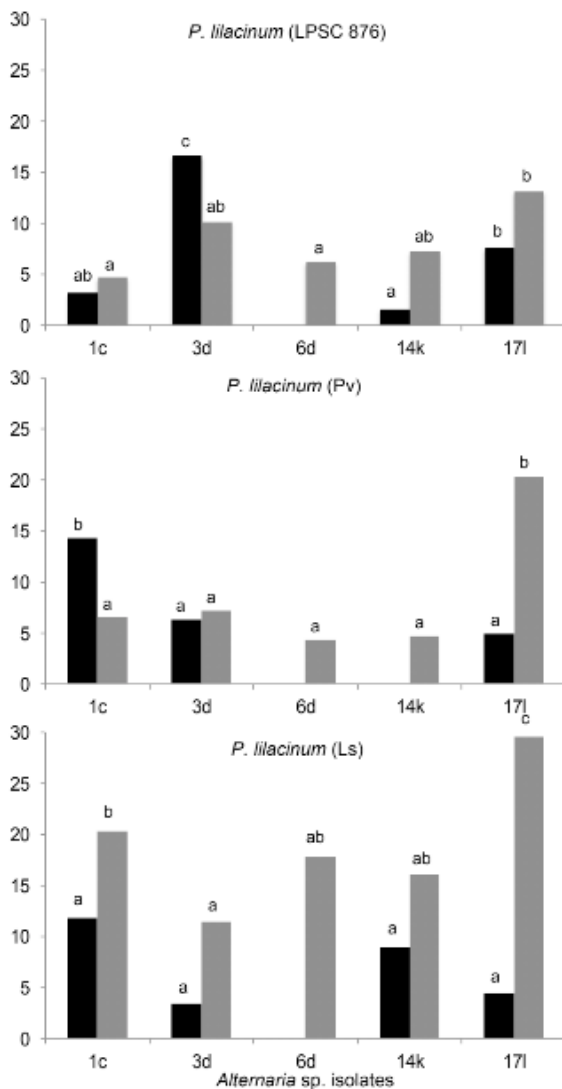 P. lilacinum (LPSC 876)
30
25
20
15
10
5
0
ab a c ab a a ab b b
1c 3d 6d 14k 17l
P. lilacinum (Pv)
30
25
20
15
10
5
0
b a a a a a a b
1c 3d 6d 14k 17l
P. lilacinum (Ls)
30
25
20
15
10
5
0
a b a a ab a ab a c
1c 3d 6d 14k 17l
Alternaria sp. isolates